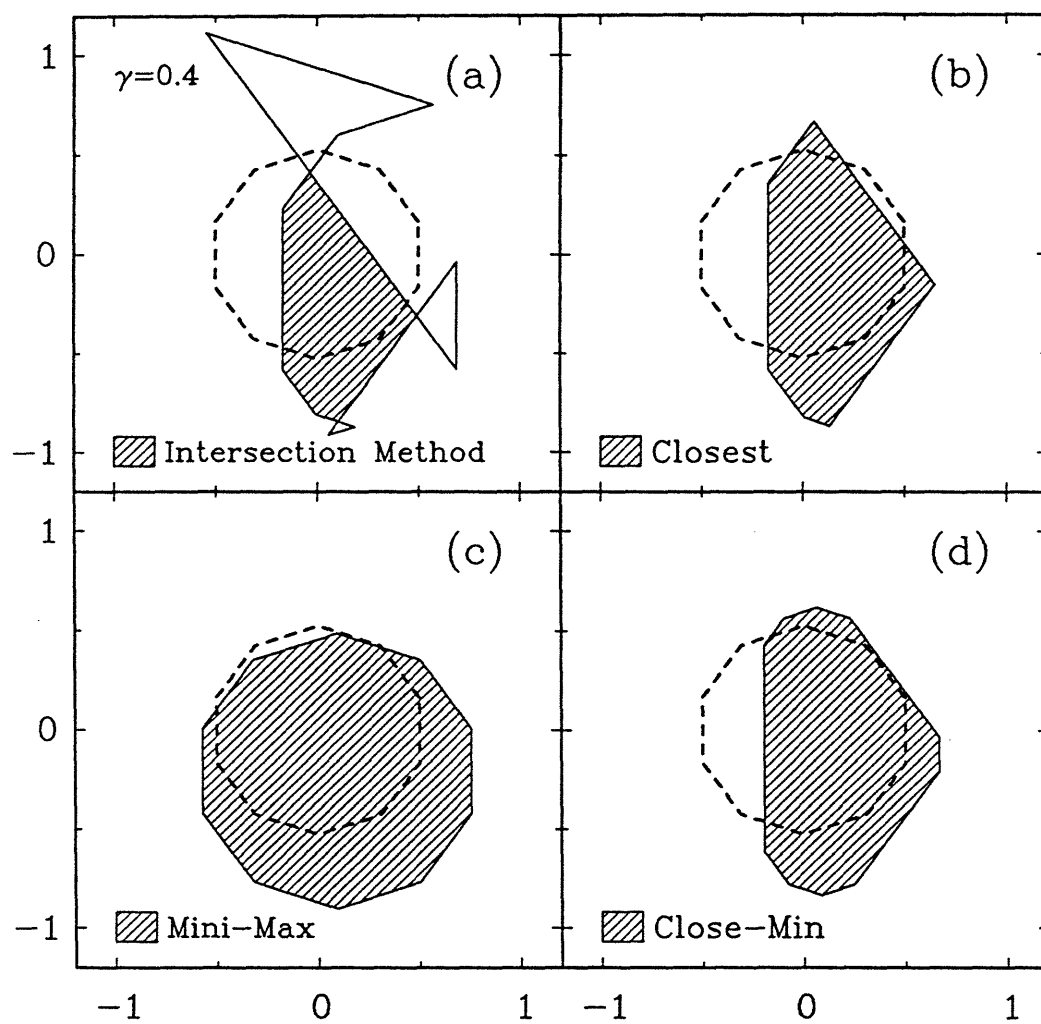 1
γ=0.4
(a)
(b)
0
-1
Intersection Method
Closest
1
(c)
(d)
0
-1
Mini-Max
Close-Min
-1
0
1
-1
0
1